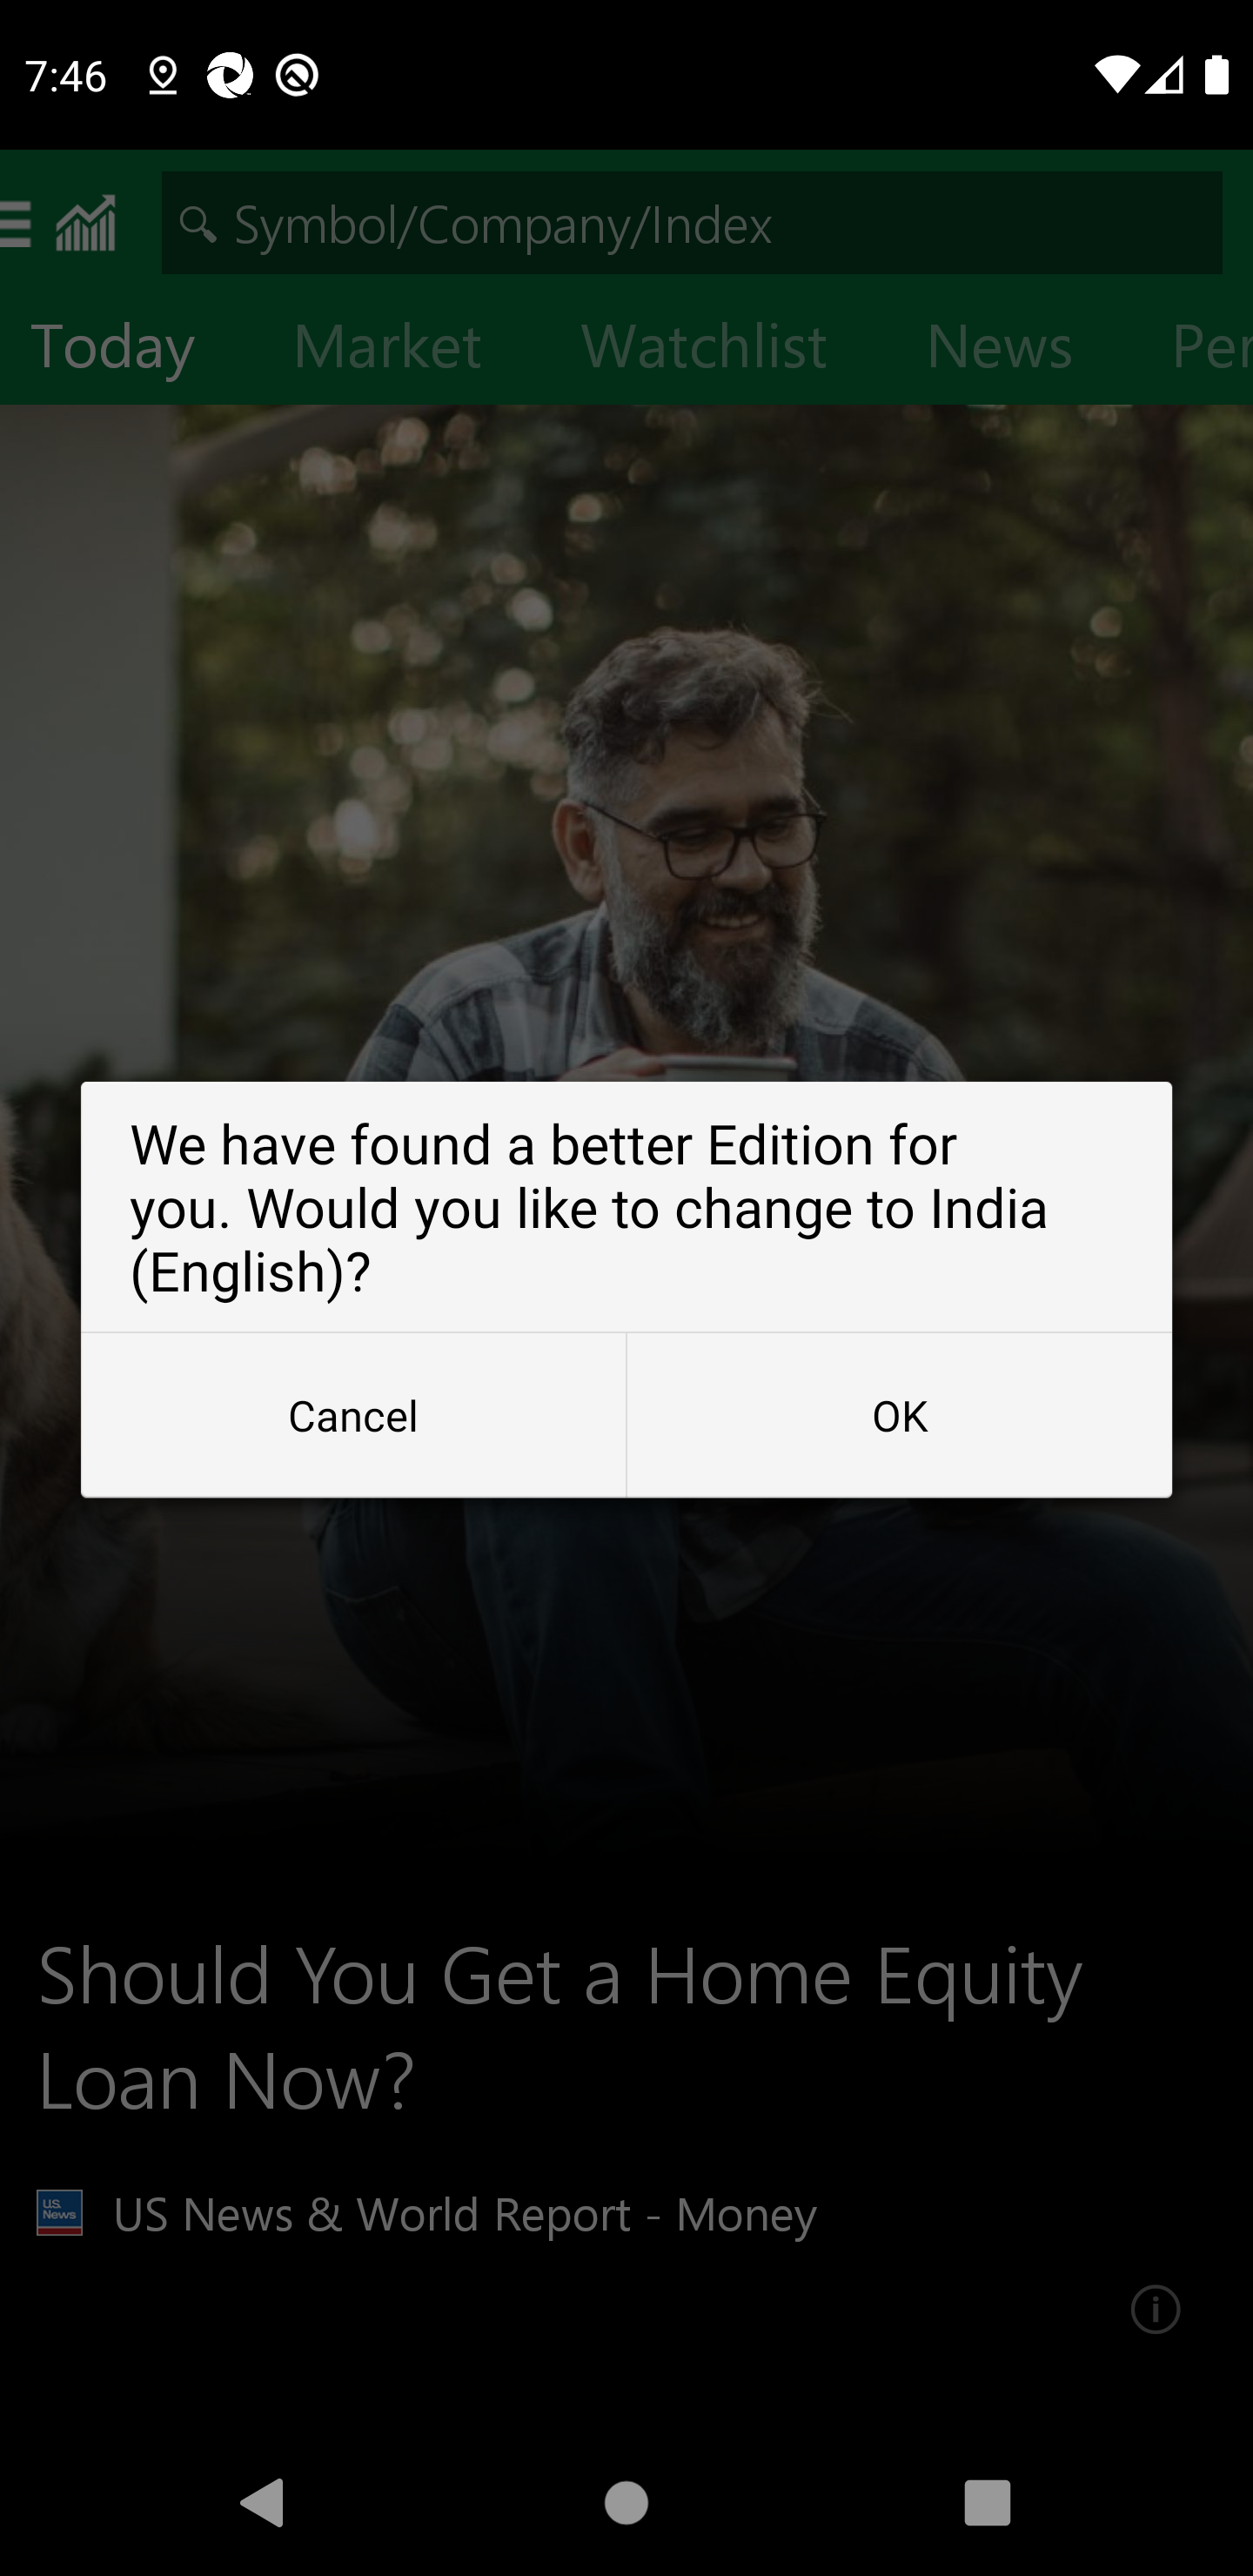 7:46
Symbol/Company/Index
Today Market Watchlist News Per
We have found a better Edition for
you. Would you like to change to India
(English)?
Cancel OK
Should You Get a Home Equity
Loan Now?
U.S.
News
US News & World Report - Money